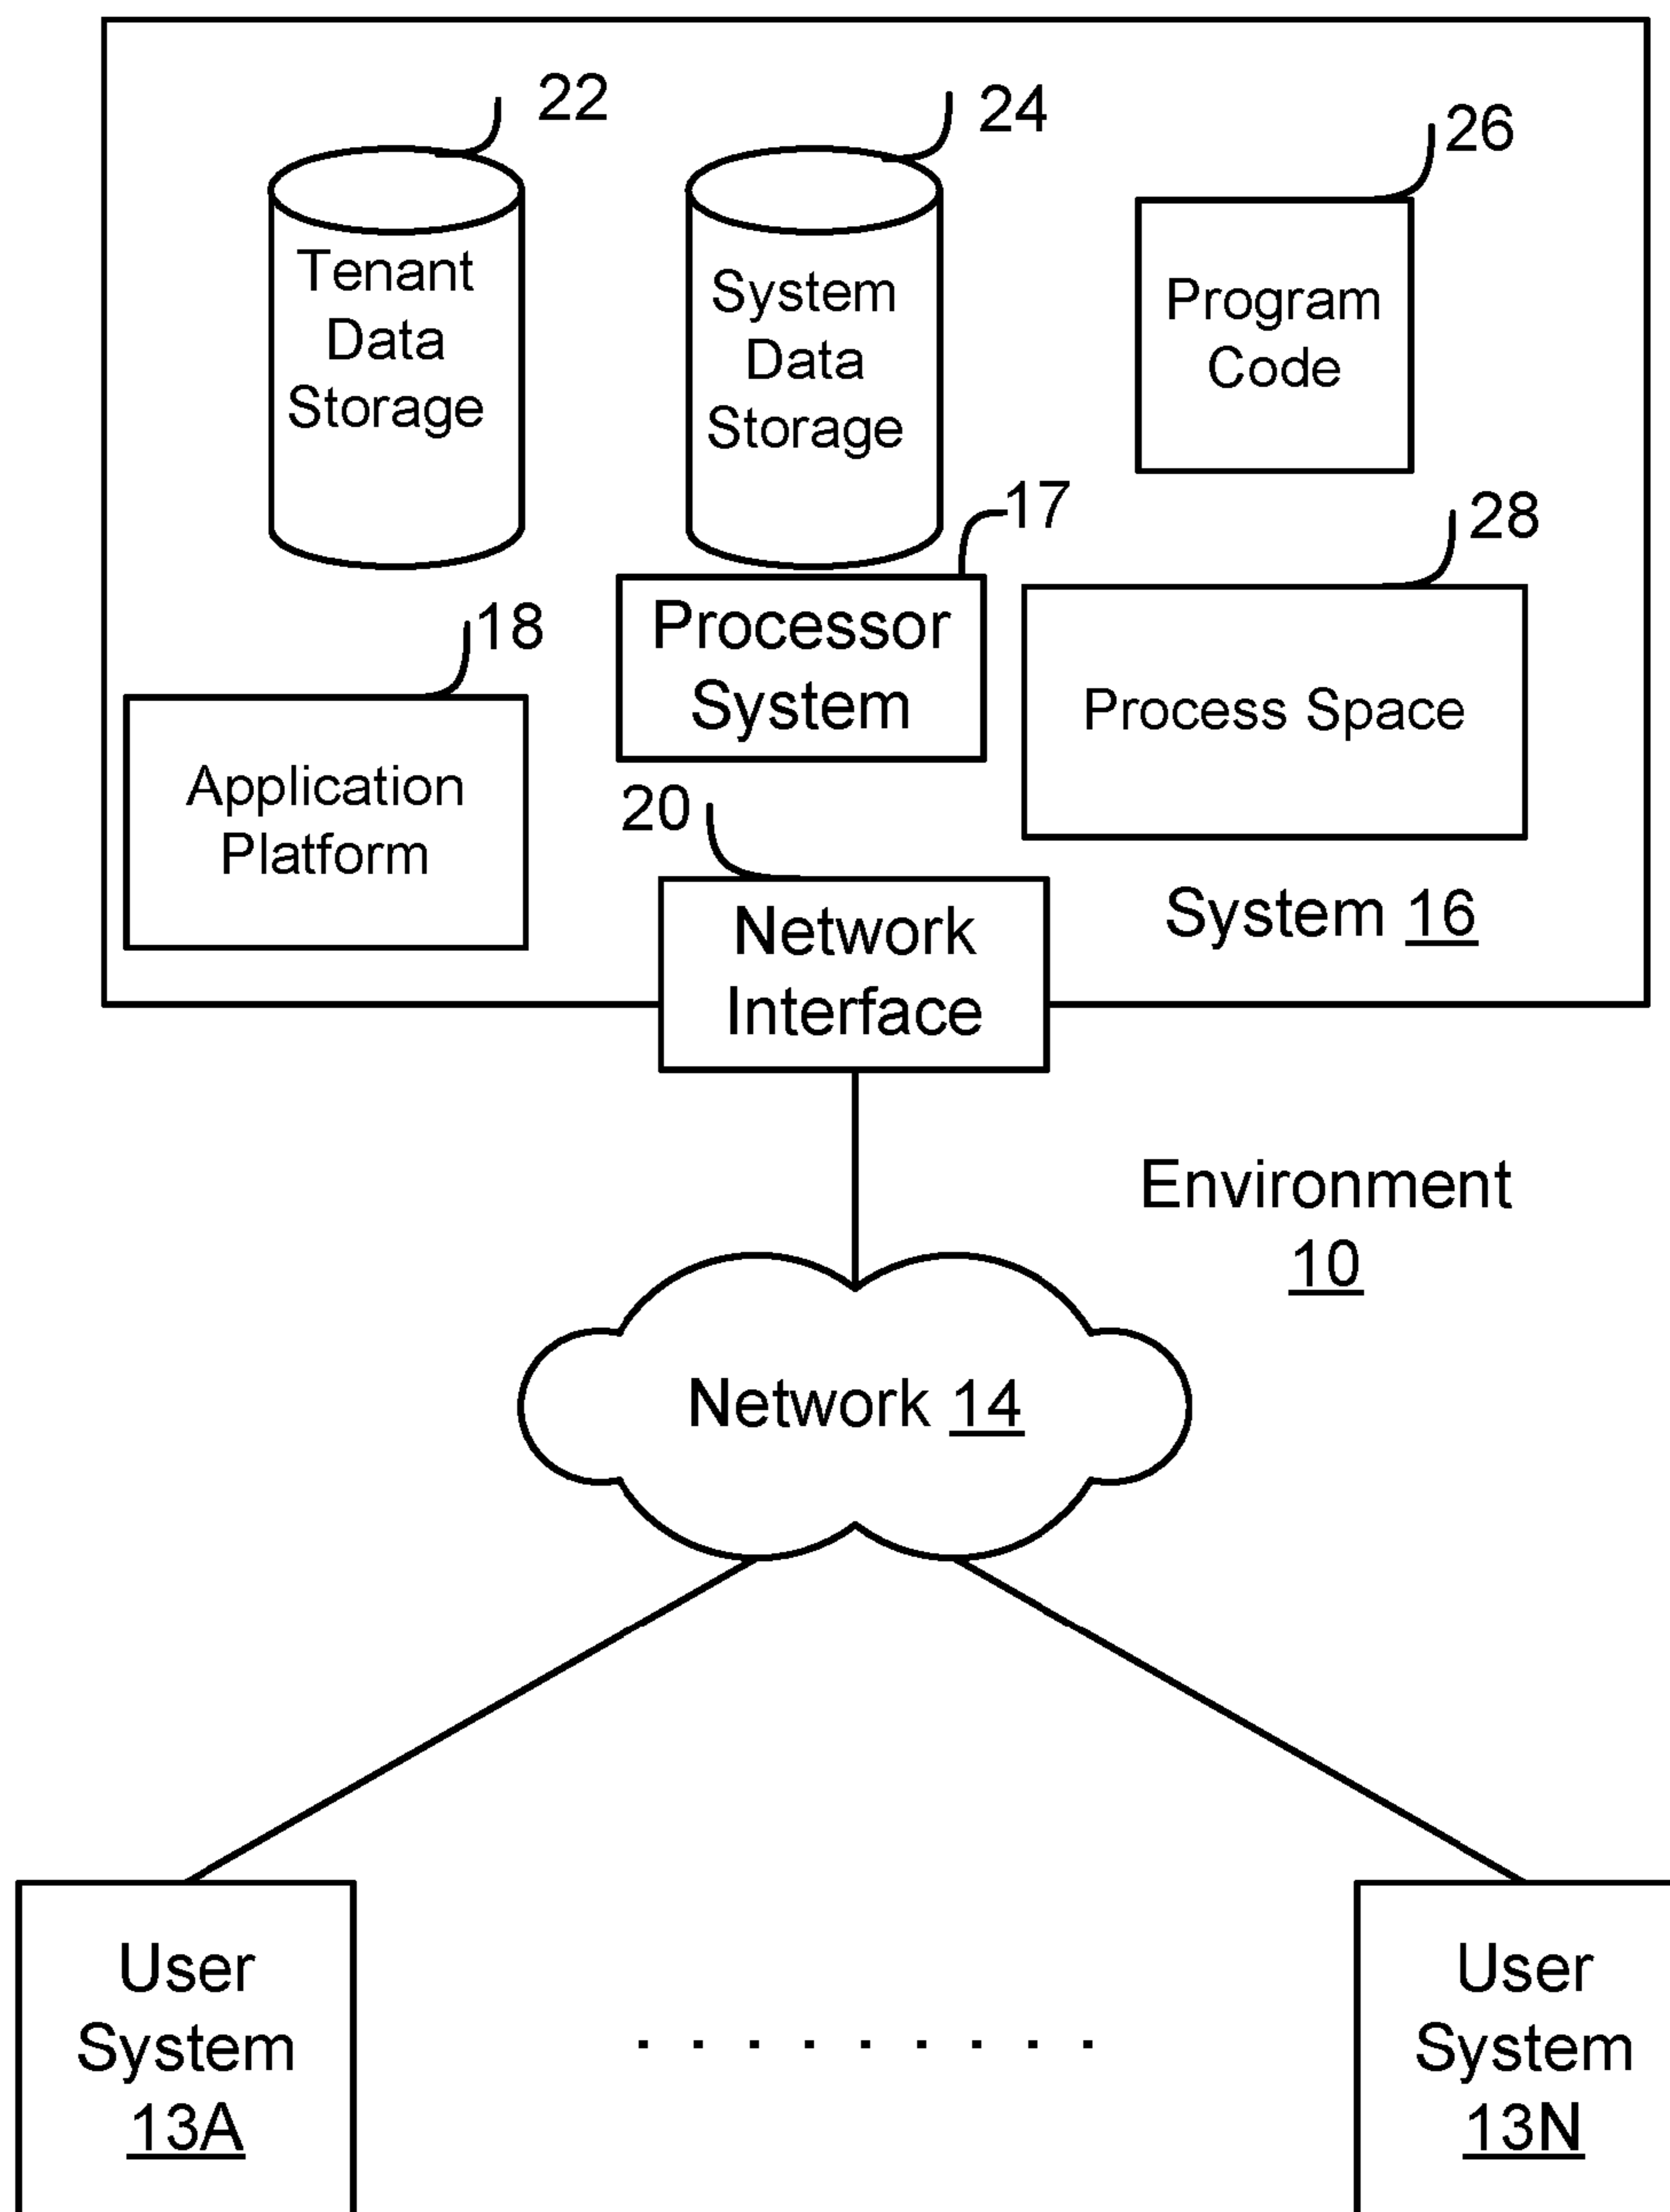 22
24
26
Tenant
Data
Storage
System
Data
Storage
Program
Code
17
28
18
Processor
System
Process Space
Application
Platform
20
System 16
Network
Interface
Environment
10
Network 14
User
System
13A
. . . . . . . . .
User
System
13N